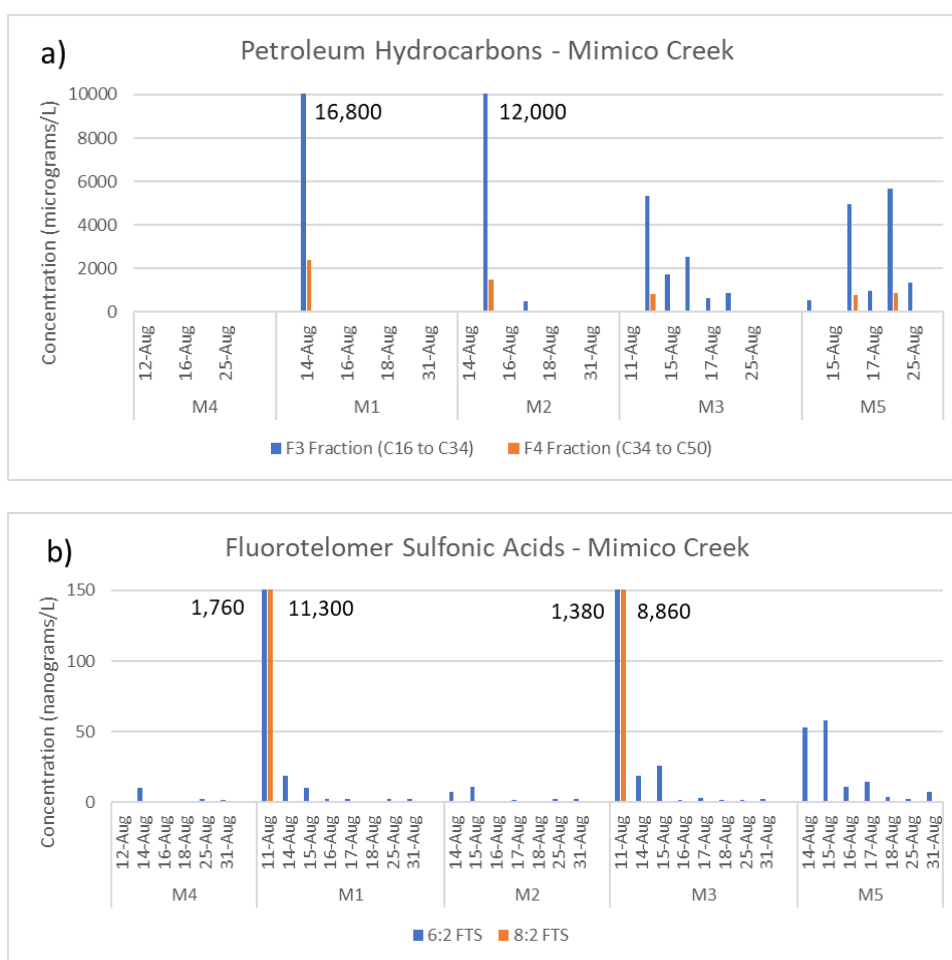 a)
Petroleum Hydrocarbons - Mimico Creek
Concentration (micrograms/L)
10000
8000
6000
4000
2000
0
16,800
12,000
12-Aug 16-Aug 25-Aug 14-Aug 16-Aug 18-Aug 31-Aug 14-Aug 16-Aug 18-Aug 31-Aug 11-Aug 15-Aug 17-Aug 25-Aug 15-Aug 17-Aug 25-Aug
M4 M1 M2 M3 M5
F3 Fraction (C16 to C34) F4 Fraction (C34 to C50)
b)
Fluorotelomer Sulfonic Acids - Mimico Creek
Concentration (nanograms/L)
150
100
50
0
1,760 11,300 1,380 8,860
12-Aug 14-Aug 16-Aug 18-Aug 25-Aug 31-Aug 11-Aug 14-Aug 15-Aug 16-Aug 17-Aug 18-Aug 25-Aug 31-Aug 14-Aug 15-Aug 16-Aug 17-Aug 18-Aug 25-Aug 31-Aug 11-Aug 14-Aug 15-Aug 16-Aug 17-Aug 18-Aug 25-Aug 31-Aug 14-Aug 15-Aug 16-Aug 17-Aug 18-Aug 25-Aug 31-Aug
M4 M1 M2 M3 M5
6:2 FTS 8:2 FTS